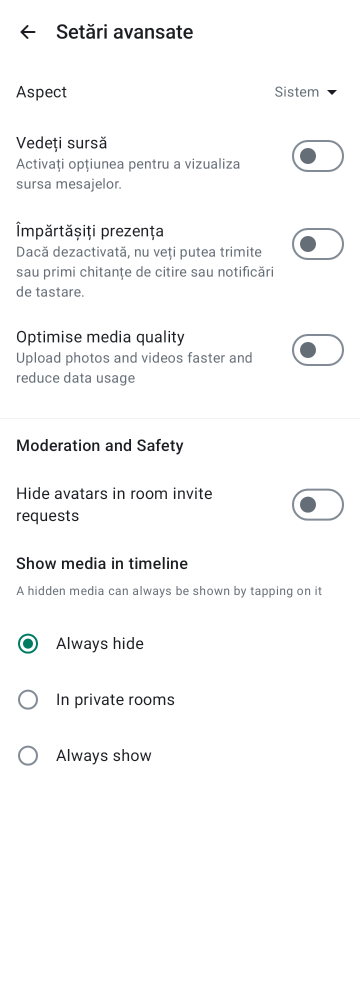 Setări avansate
Aspect
Sistem
Vedeți sursă
Activați opțiunea pentru a vizualiza
sursa mesajelor.
Împărtășiți prezența
Dacă dezactivată, nu veți putea trimite
sau primi chitanțe de citire sau notificări
de tastare.
Optimise media quality
Upload photos and videos faster and
reduce data usage
Moderation and Safety
Hide avatars in room invite
requests
Show media in timeline
A hidden media can always be shown by tapping on it
Always hide
In private rooms
Always show